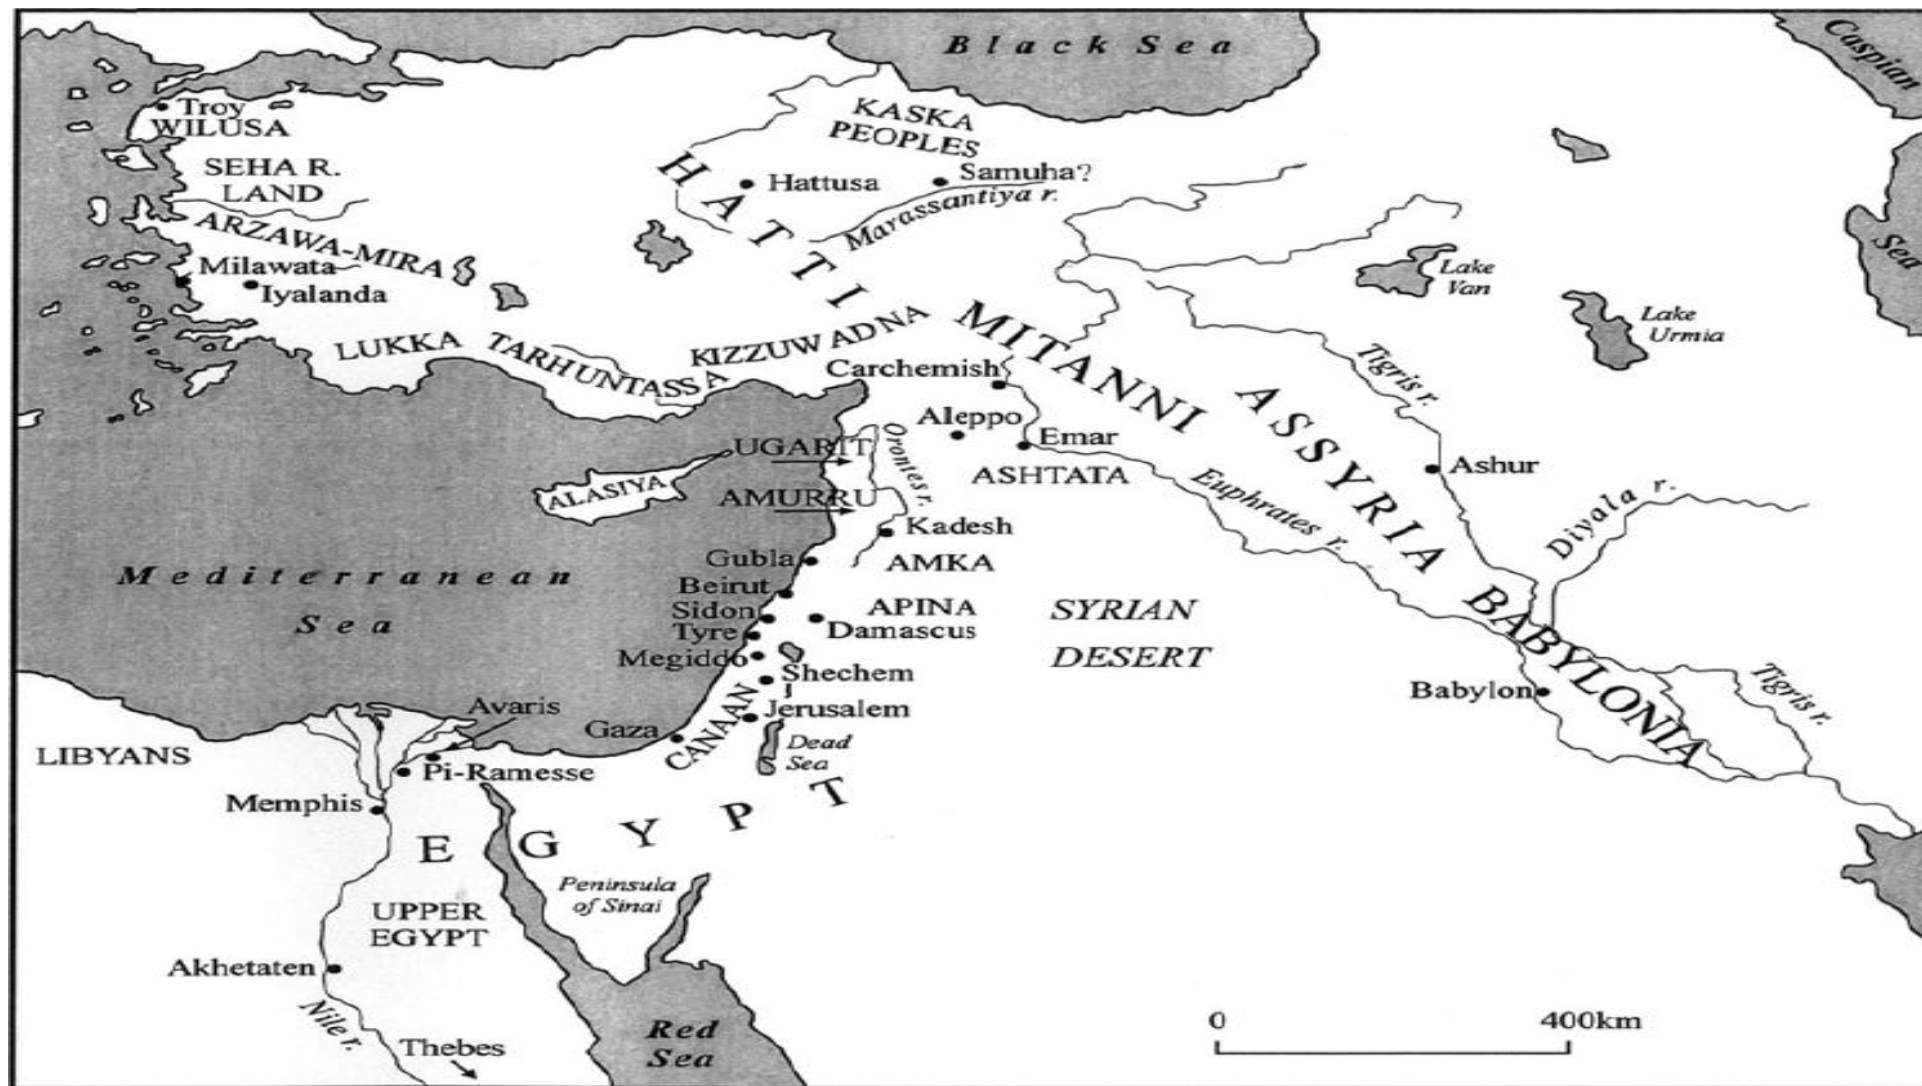 Black Sea
Caspian
Sea
Troy
WILUSA
KASKA
PEOPLES
SEHA R.
LAND
HATTI
Hattusa
Samuha?
Marassantiya r.
ARZAWA-MIRA
Milawata
Iyalanda
Lake
Van
Lake
Urmia
LUKKA
TARHUNTASSA
KIZZUWADNA
MITANNI
Carchemish
Tigris r.
ASSYRIA
Aleppo
Emar
UGARIT
Orontes r.
ASHTATA
Ashur
ALASIYA
AMURRU
Euphrates r.
Diyala r.
Kadesh
Gubla
AMKA
Mediterranean
Sea
Beirut
Sidon
APINA
Tyre
Damascus
SYRIAN
DESERT
BABYLONIA
Megiddo
Shechem
Babylon
Tigris r.
Avaris
Jerusalem
Gaza
CANAAN
Dead
Sea
LIBYANS
Pi-Ramesse
Memphis
EGYPT
Peninsula
of Sinai
UPPER
EGYPT
Akhetaten
Nile r.
Thebes
Red
Sea
0 400km